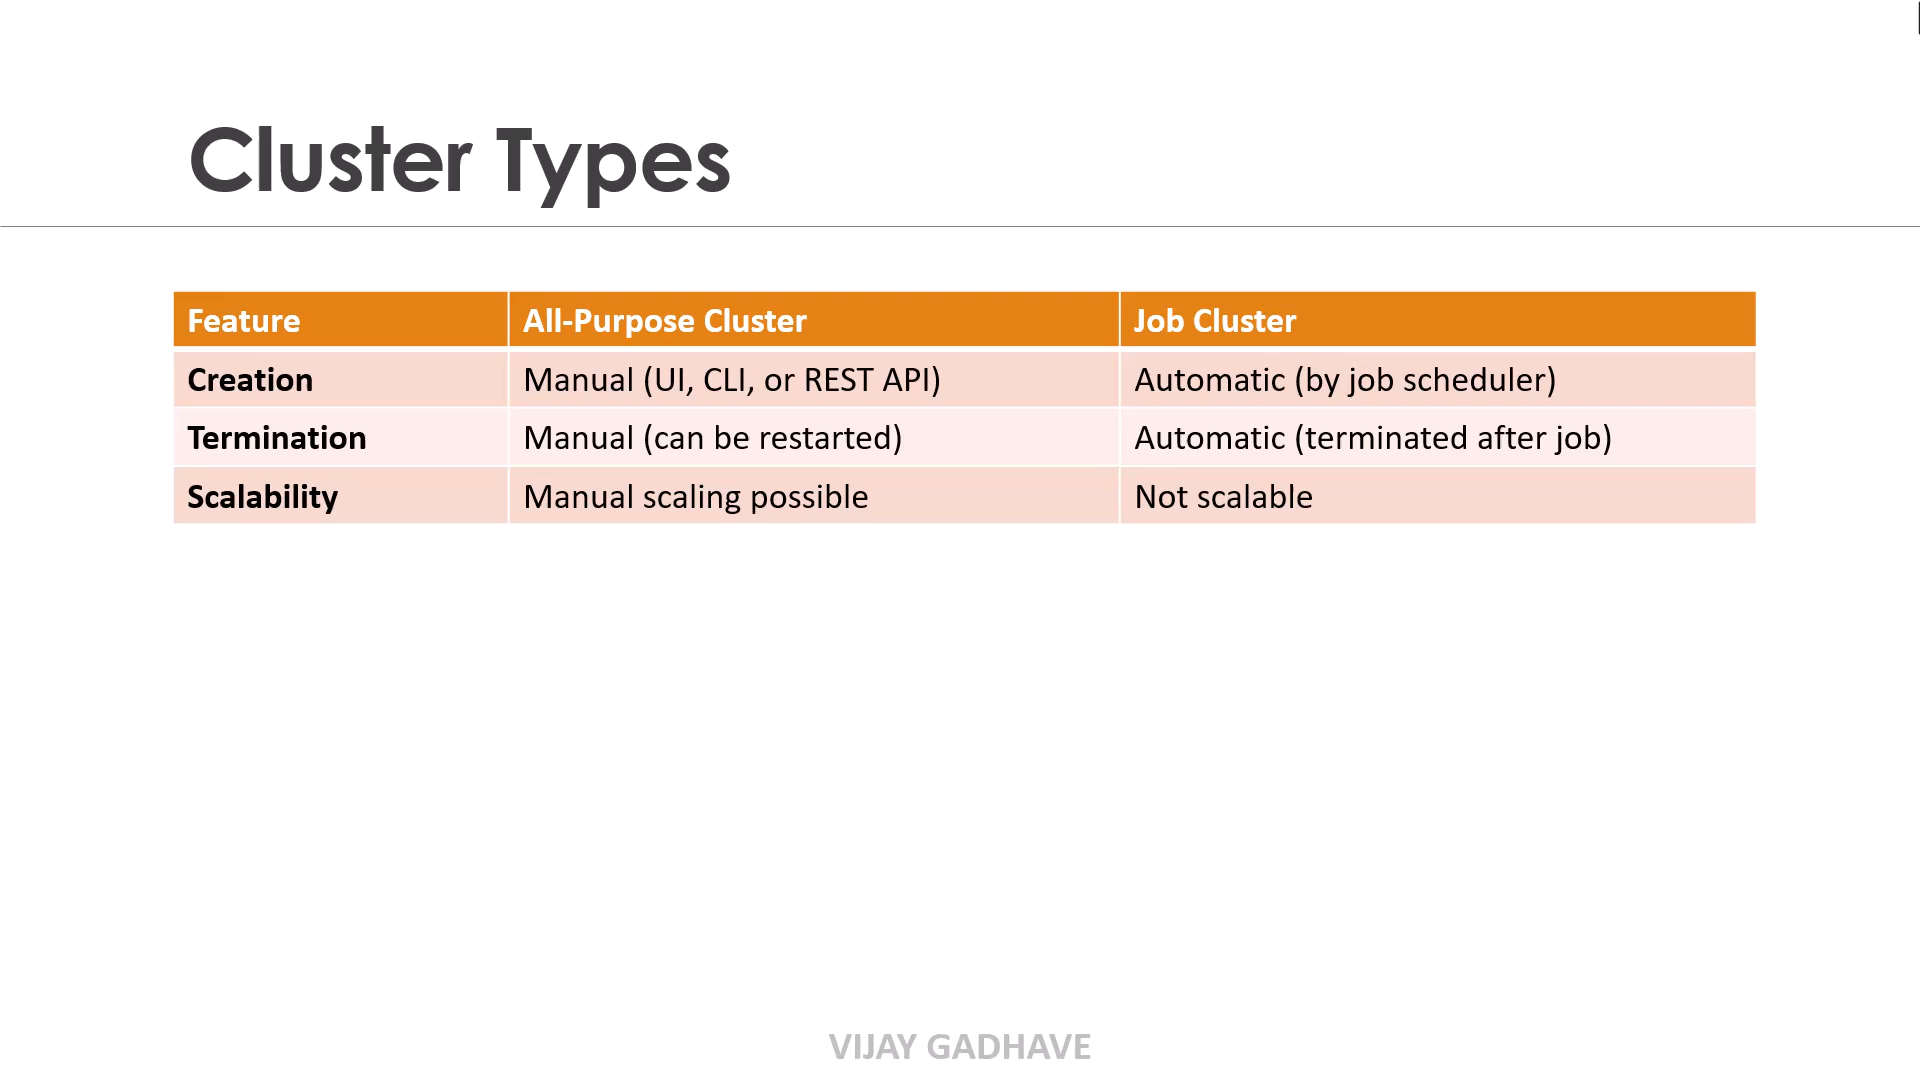 Cluster Types
Feature All-Purpose Cluster Job Cluster
Creation Manual (UI, CLI, or REST API) Automatic (by job scheduler)
Termination Manual (can be restarted) Automatic (terminated after job)
Scalability Manual scaling possible Not scalable
VIJAY GADHAVE